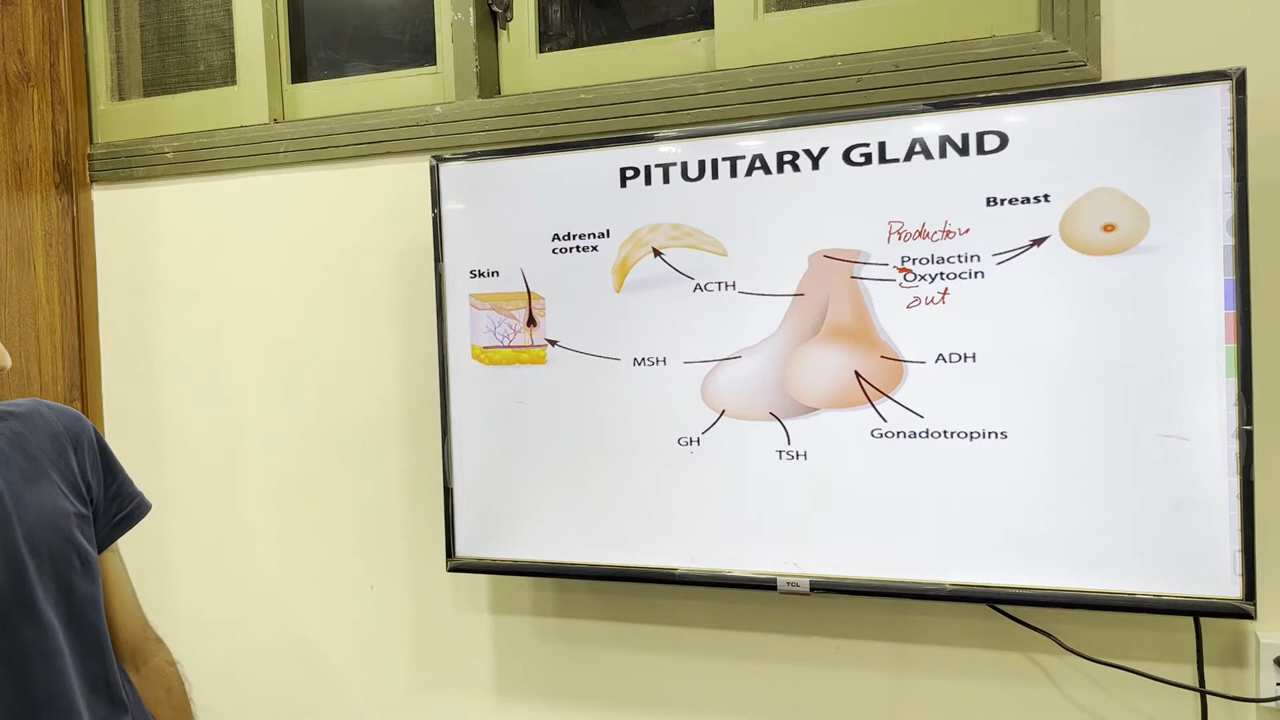 PITUITARY GLAND
Breast
Production
Adrenal
cortex
Prolactin
Skin
Oxytocin
ACTH
out
MSH
ADH
GH
Gonadotropins
TSH
TCL